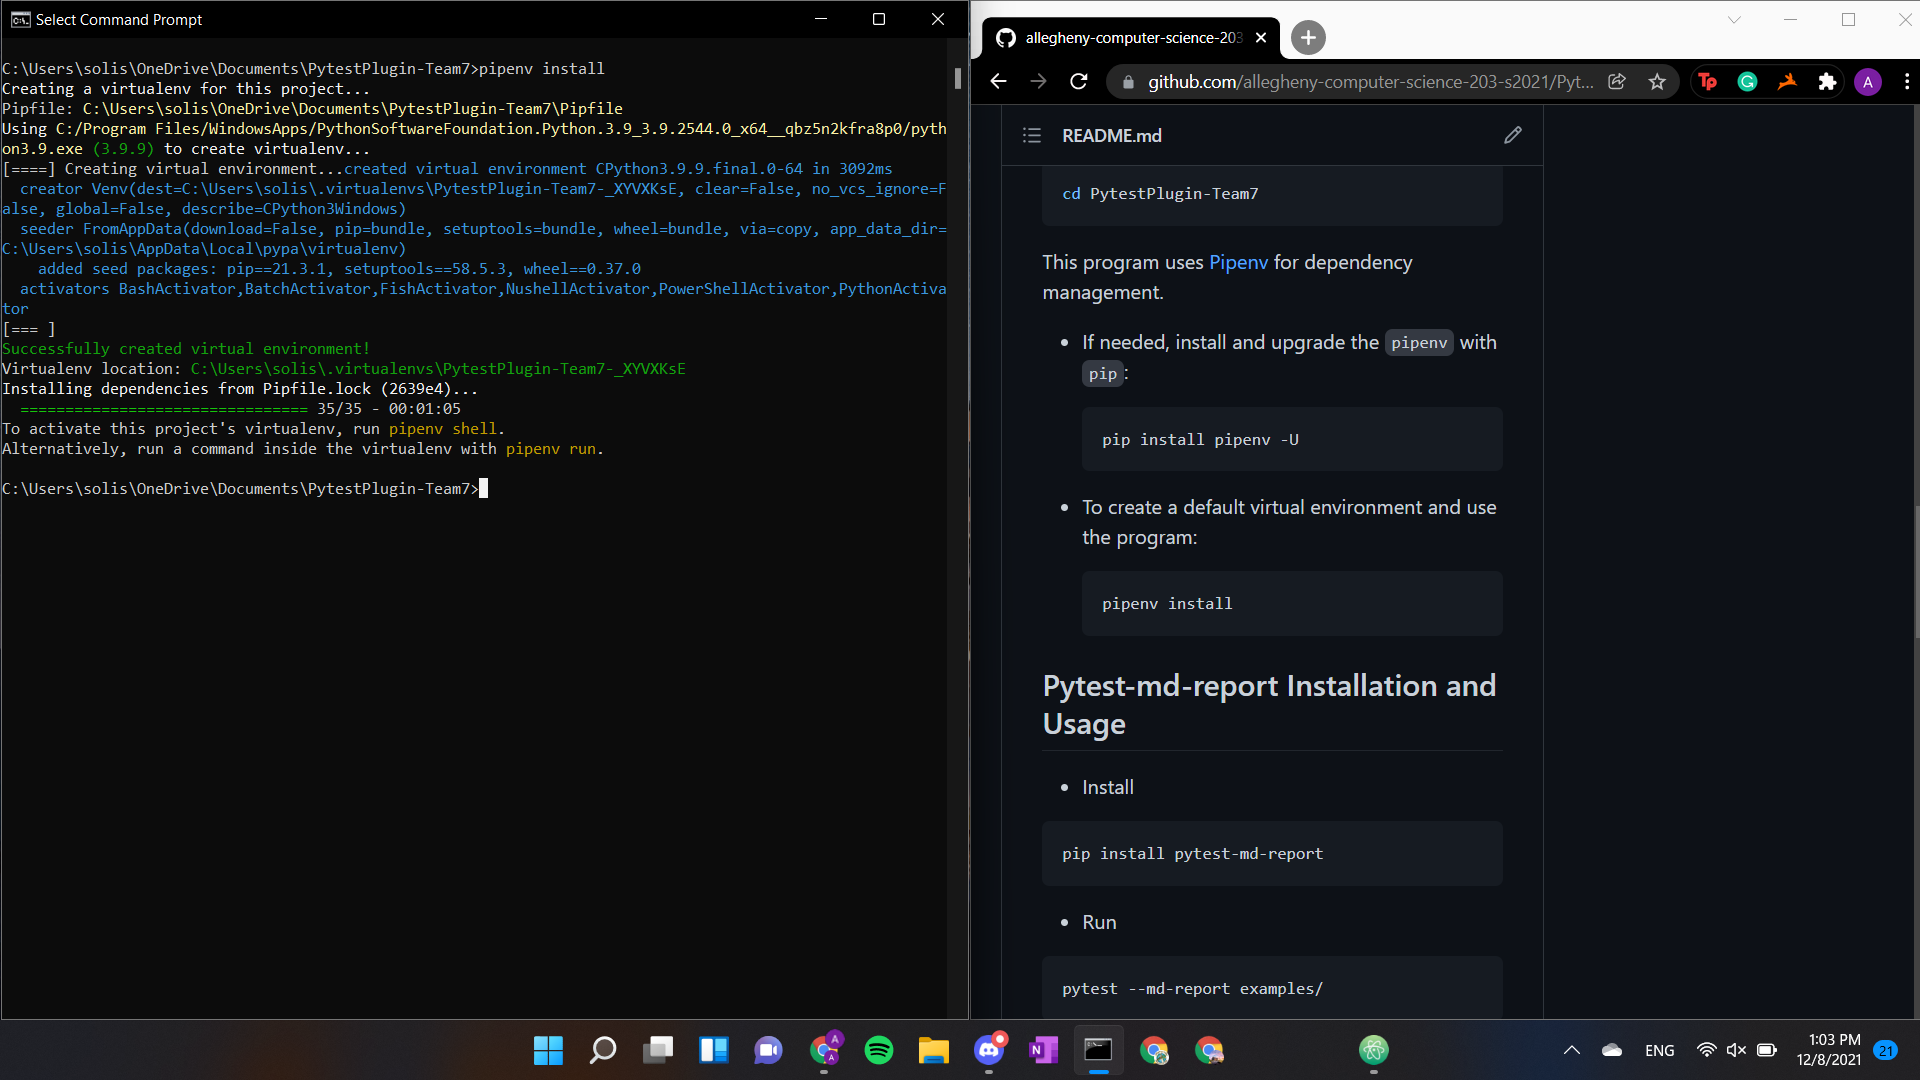 Select Command Prompt
C:\Users\solis\OneDrive\Documents\PytestPlugin-Team7>pipenv install
Creating a virtualenv for this project...
Pipfile: C:\Users\solis\OneDrive\Documents\PytestPlugin-Team7\Pipfile
Using C:/Program Files/WindowsApps/PythonSoftwareFoundation.Python.3.9_3.9.2544.0_x64__qbz5n2kfra8p0/pyth
on3.9.exe (3.9.9) to create virtualenv...
[====] Creating virtual environment...created virtual environment CPython3.9.9.final.0-64 in 3092ms
creator Venv(dest=C:\Users\solis\.virtualenvs\PytestPlugin-Team7-_XYVXKsE, clear=False, no_vcs_ignore=F
alse, global=False, describe=CPython3Windows)
seeder FromAppData(download=False, pip=bundle, setuptools=bundle, wheel=bundle, via=copy, app_data_dir=
C:\Users\solis\AppData\Local\pypa\virtualenv)
added seed packages: pip==21.3.1, setuptools==58.5.3, wheel==0.37.0
activators BashActivator,BatchActivator,FishActivator,NushellActivator,PowerShellActivator,PythonActiva
tor
[=== ]
Successfully created virtual environment!
Virtualenv location: C:\Users\solis\.virtualenvs\PytestPlugin-Team7-_XYVXKsE
Installing dependencies from Pipfile.lock (2639e4)...
================================ 35/35 - 00:01:05
To activate this project's virtualenv, run pipenv shell.
Alternatively, run a command inside the virtualenv with pipenv run.
C:\Users\solis\OneDrive\Documents\PytestPlugin-Team7>
allegheny-computer-science-203
github.com/allegheny-computer-science-203-s2021/Pyt...
Tp
G
A
README.md
cd PytestPlugin-Team7
This program uses Pipenv for dependency
management.
• If needed, install and upgrade the pipenv with
pip:
pip install pipenv -U
• To create a default virtual environment and use
the program:
pipenv install
Pytest-md-report Installation and
Usage
• Install
pip install pytest-md-report
• Run
pytest --md-report examples/
A
A
N
ENG
1:03 PM
12/8/2021
21